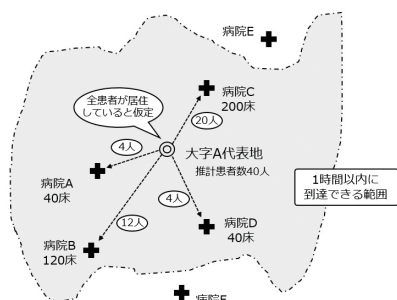 病院E
病院C
200床
全患者が居住
していると仮定
20人
4人
大字A代表地
推計患者数40人
病院A
40床
1時間以内に
到達できる範囲
4人
12人
病院D
40床
病院B
120床
病院F